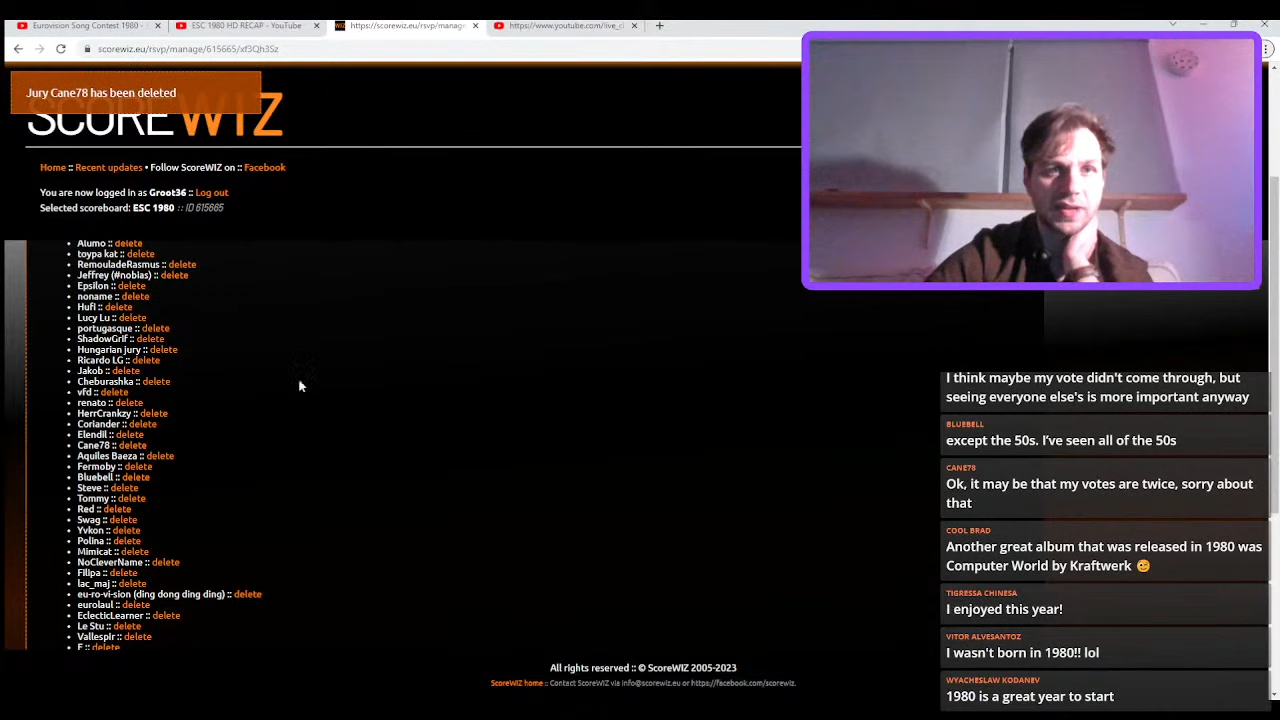 Eurovision Song Contest 1980 -
ESC 1980 HD RECAP - YouTube
https://scorewiz.eu/rsvp/manage
https://www.youtube.com/live_c
scorewiz.eu/rsvp/manage/615665/xf3Qh3Sz
Jury Cane78 has been deleted
SCOREWIZ
Home :: Recent updates • Follow ScoreWIZ on :: Facebook
You are now logged in as Groot36 :: Log out
Selected scoreboard: ESC 1980 :: ID 615665
Alumo :: delete
toypa kat :: delete
RemouladeRasmus :: delete
Jeffrey (#nobias) :: delete
Epsilon :: delete
noname :: delete
Hufi :: delete
Lucy Lu :: delete
portugasque :: delete
ShadowGrif :: delete
Hungarian jury :: delete
Ricardo LG :: delete
Jakob :: delete
Cheburashka :: delete
vfd :: delete
renato :: delete
HerrCrankzy :: delete
Coriander :: delete
Elendil :: delete
Cane78 :: delete
Aquiles Baeza :: delete
Fermoby :: delete
Bluebell :: delete
Steve :: delete
Tommy :: delete
Red :: delete
Swag :: delete
Yvkon :: delete
Polina :: delete
Mimicat :: delete
NoCleverName :: delete
Filipa :: delete
lac_maj :: delete
eu-ro-vi-sion (ding dong ding ding) :: delete
eurolaul :: delete
EclecticLearner :: delete
Le Stu :: delete
Vallespir :: delete
F :: delete
All rights reserved :: © ScoreWIZ 2005-2023
ScoreWIZ home :: Contact ScoreWIZ via info@scorewiz.eu or https://facebook.com/scorewiz.
I think maybe my vote didn't come through, but
seeing everyone else's is more important anyway
BLUEBELL
except the 50s. I've seen all of the 50s
CANE78
Ok, it may be that my votes are twice, sorry about
that
COOL BRAD
Another great album that was released in 1980 was
Computer World by Kraftwerk 😉
TIGRESSA CHINESA
I enjoyed this year!
VITOR ALVESANTOZ
I wasn't born in 1980!! lol
WYACHESLAW KODANEV
1980 is a great year to start